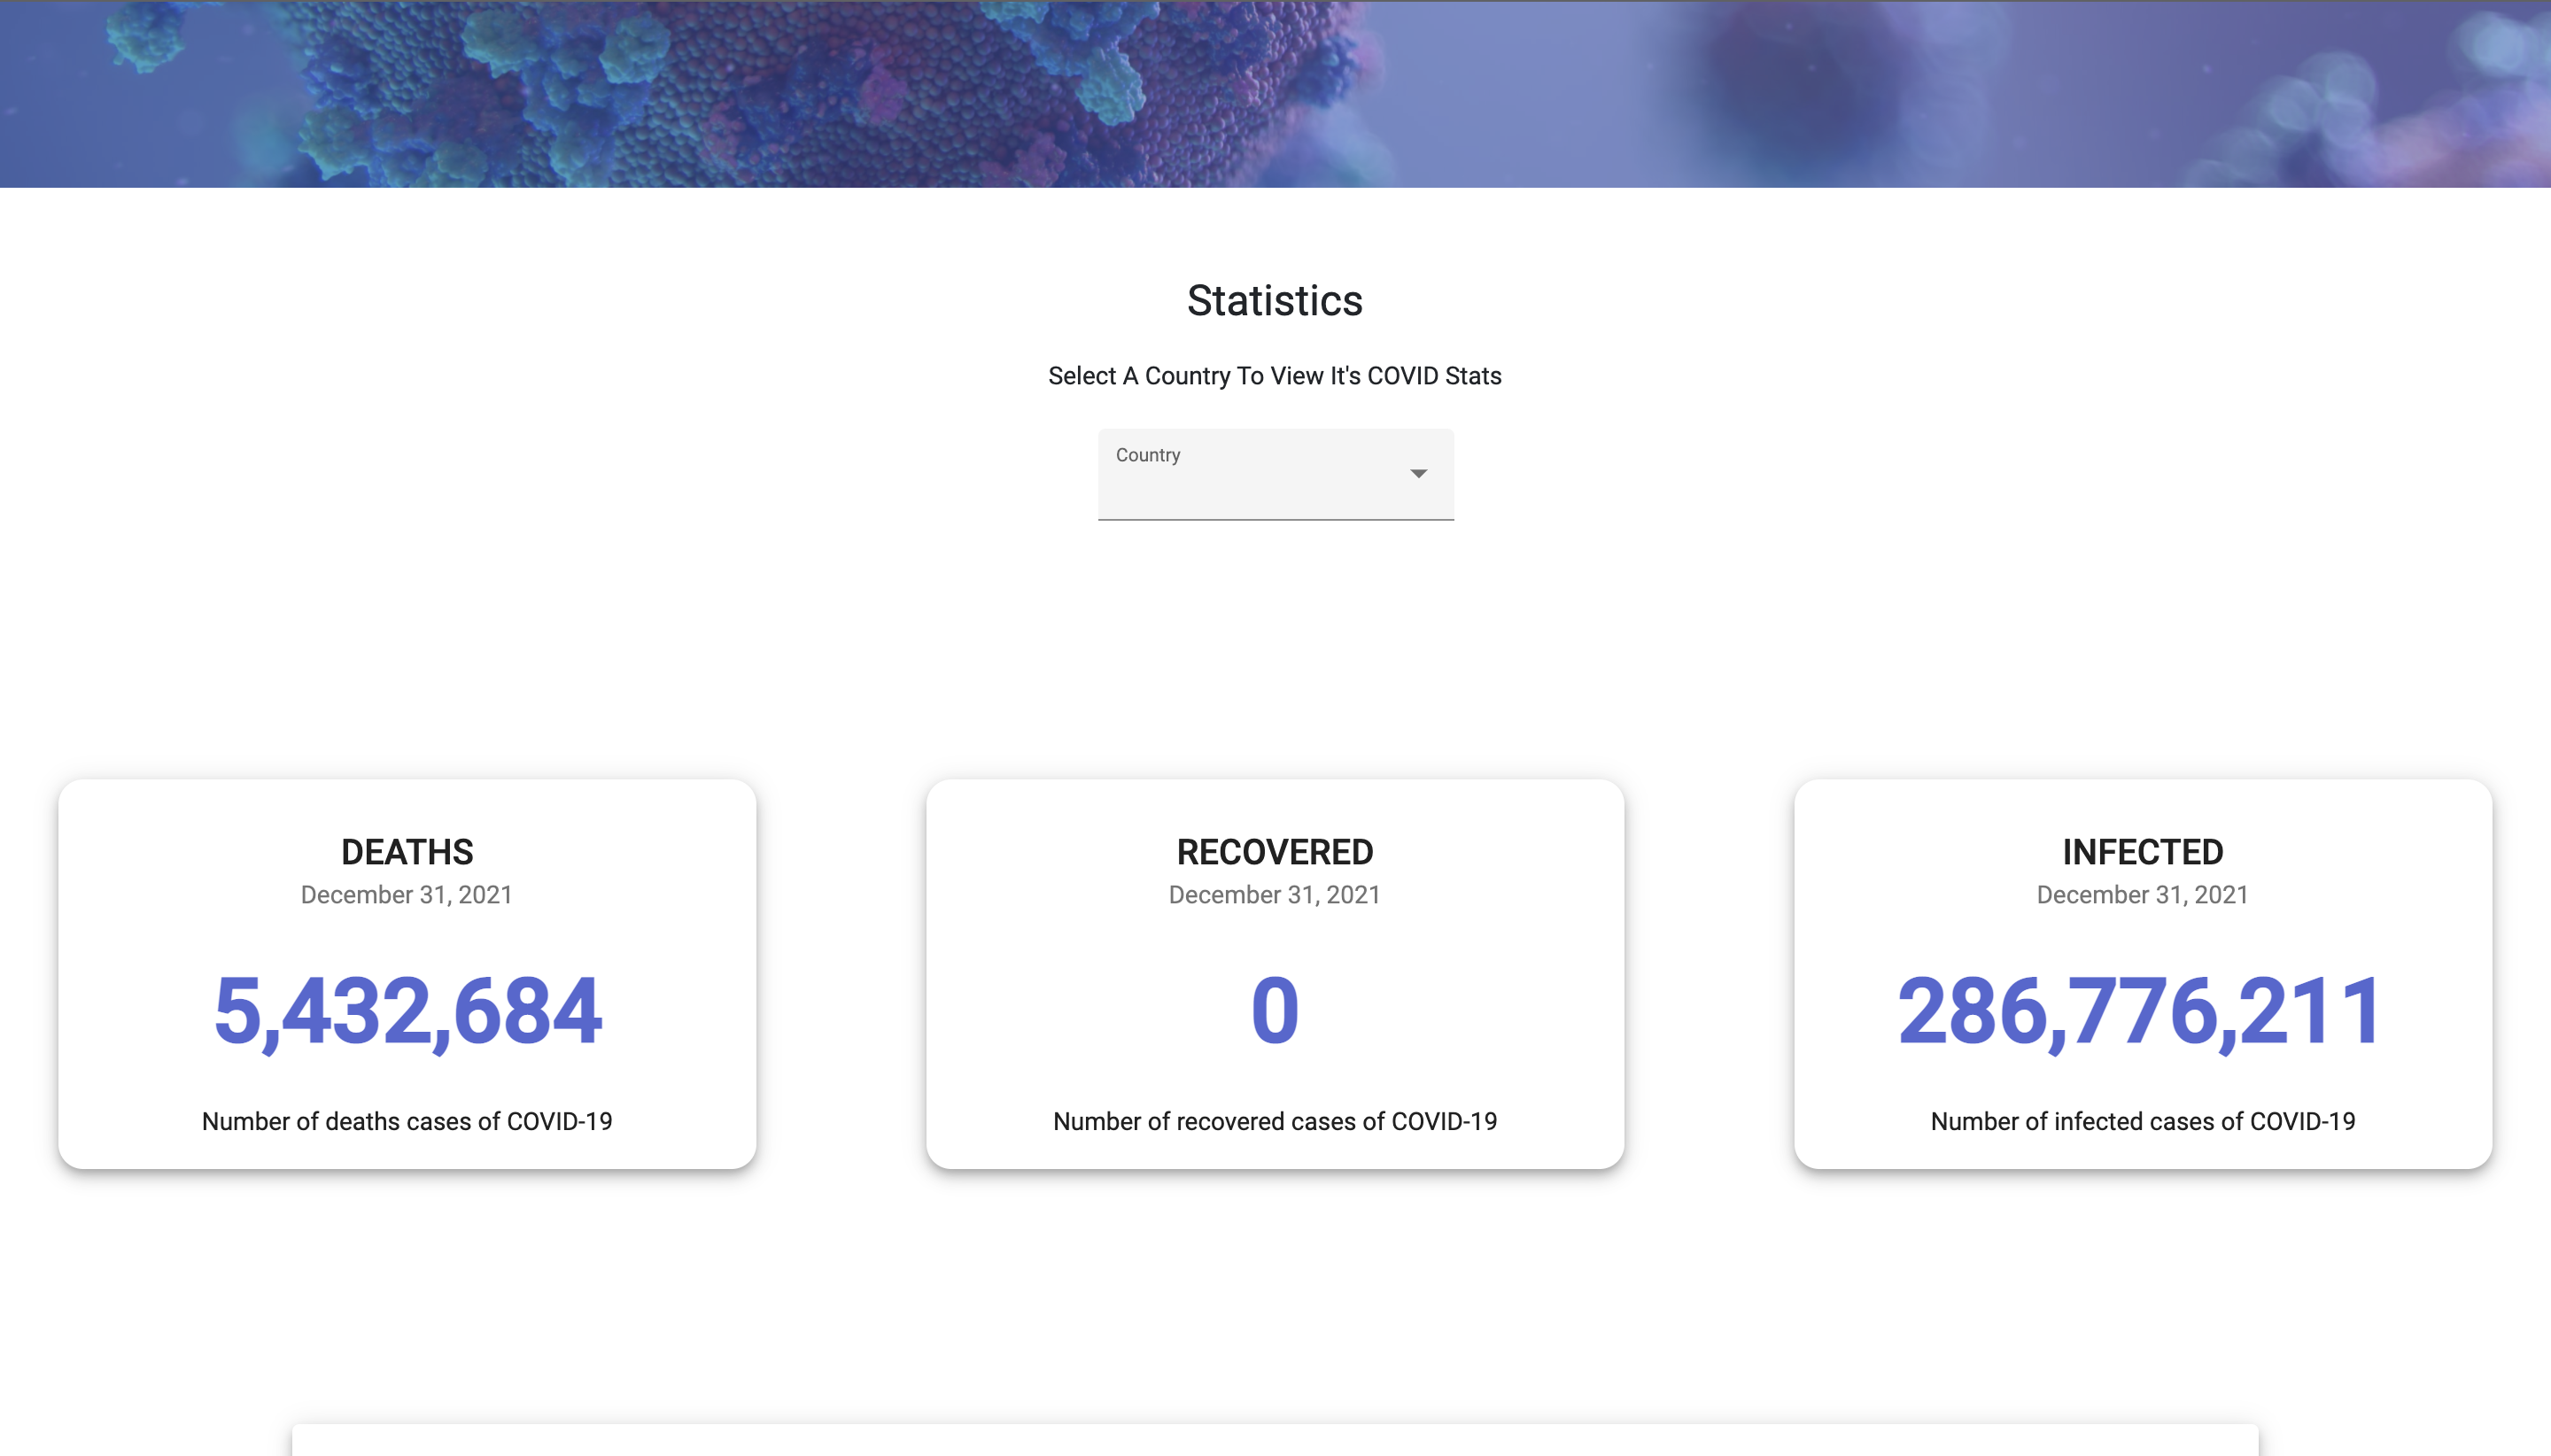 Statistics
Select A Country To View It's COVID Stats
Country
DEATHS
December 31, 2021
5,432,684
Number of deaths cases of COVID-19
RECOVERED
December 31, 2021
0
Number of recovered cases of COVID-19
INFECTED
December 31, 2021
286,776,211
Number of infected cases of COVID-19